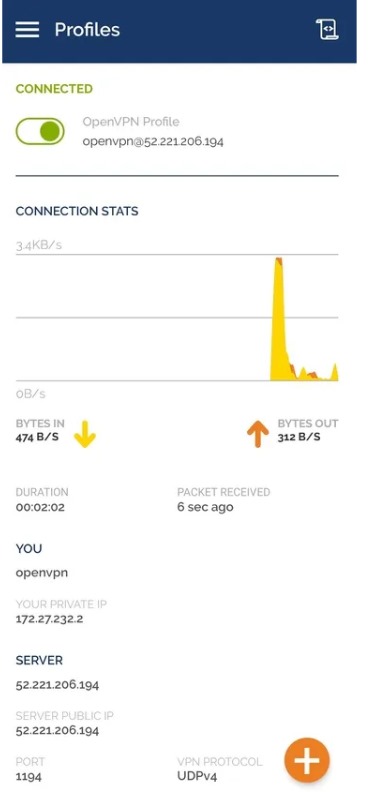 Profiles
CONNECTED
OpenVPN Profile
openvpn@52.221.206.194
CONNECTION STATS
3.4KB/s
0B/s
BYTES IN
474 B/S
BYTES OUT
312 B/S
DURATION
00:02:02
PACKET RECEIVED
6 sec ago
YOU
openvpn
YOUR PRIVATE IP
172.27.232.2
SERVER
52.221.206.194
SERVER PUBLIC IP
52.221.206.194
PORT
1194
VPN PROTOCOL
UDPv4